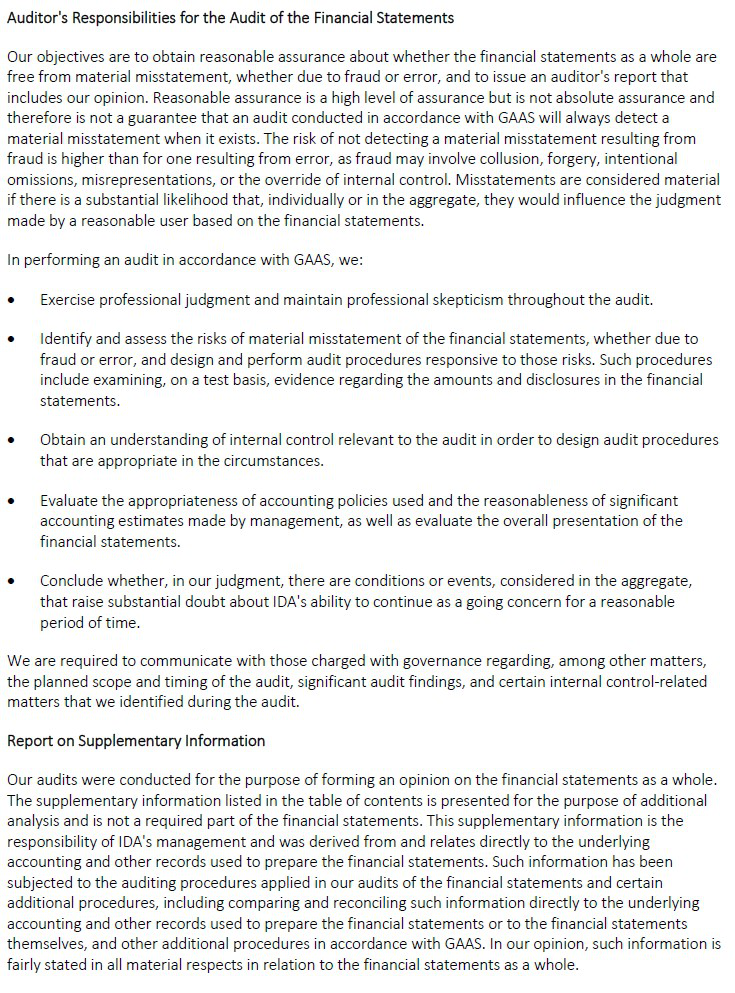 Auditor's Responsibilities for the Audit of the Financial Statements
Our objectives are to obtain reasonable assurance about whether the financial statements as a whole are
free from material misstatement, whether due to fraud or error, and to issue an auditor's report that
includes our opinion. Reasonable assurance is a high level of assurance but is not absolute assurance and
therefore is not a guarantee that an audit conducted in accordance with GAAS will always detect a
material misstatement when it exists. The risk of not detecting a material misstatement resulting from
fraud is higher than for one resulting from error, as fraud may involve collusion, forgery, intentional
omissions, misrepresentations, or the override of internal control. Misstatements are considered material
if there is a substantial likelihood that, individually or in the aggregate, they would influence the judgment
made by a reasonable user based on the financial statements.
In performing an audit in accordance with GAAS, we:
• Exercise professional judgment and maintain professional skepticism throughout the audit.
• Identify and assess the risks of material misstatement of the financial statements, whether due to
fraud or error, and design and perform audit procedures responsive to those risks. Such procedures
include examining, on a test basis, evidence regarding the amounts and disclosures in the financial
statements.
• Obtain an understanding of internal control relevant to the audit in order to design audit procedures
that are appropriate in the circumstances.
• Evaluate the appropriateness of accounting policies used and the reasonableness of significant
accounting estimates made by management, as well as evaluate the overall presentation of the
financial statements.
• Conclude whether, in our judgment, there are conditions or events, considered in the aggregate,
that raise substantial doubt about IDA's ability to continue as a going concern for a reasonable
period of time.
We are required to communicate with those charged with governance regarding, among other matters,
the planned scope and timing of the audit, significant audit findings, and certain internal control-related
matters that we identified during the audit.
Report on Supplementary Information
Our audits were conducted for the purpose of forming an opinion on the financial statements as a whole.
The supplementary information listed in the table of contents is presented for the purpose of additional
analysis and is not a required part of the financial statements. This supplementary information is the
responsibility of IDA's management and was derived from and relates directly to the underlying
accounting and other records used to prepare the financial statements. Such information has been
subjected to the auditing procedures applied in our audits of the financial statements and certain
additional procedures, including comparing and reconciling such information directly to the underlying
accounting and other records used to prepare the financial statements or to the financial statements
themselves, and other additional procedures in accordance with GAAS. In our opinion, such information is
fairly stated in all material respects in relation to the financial statements as a whole.